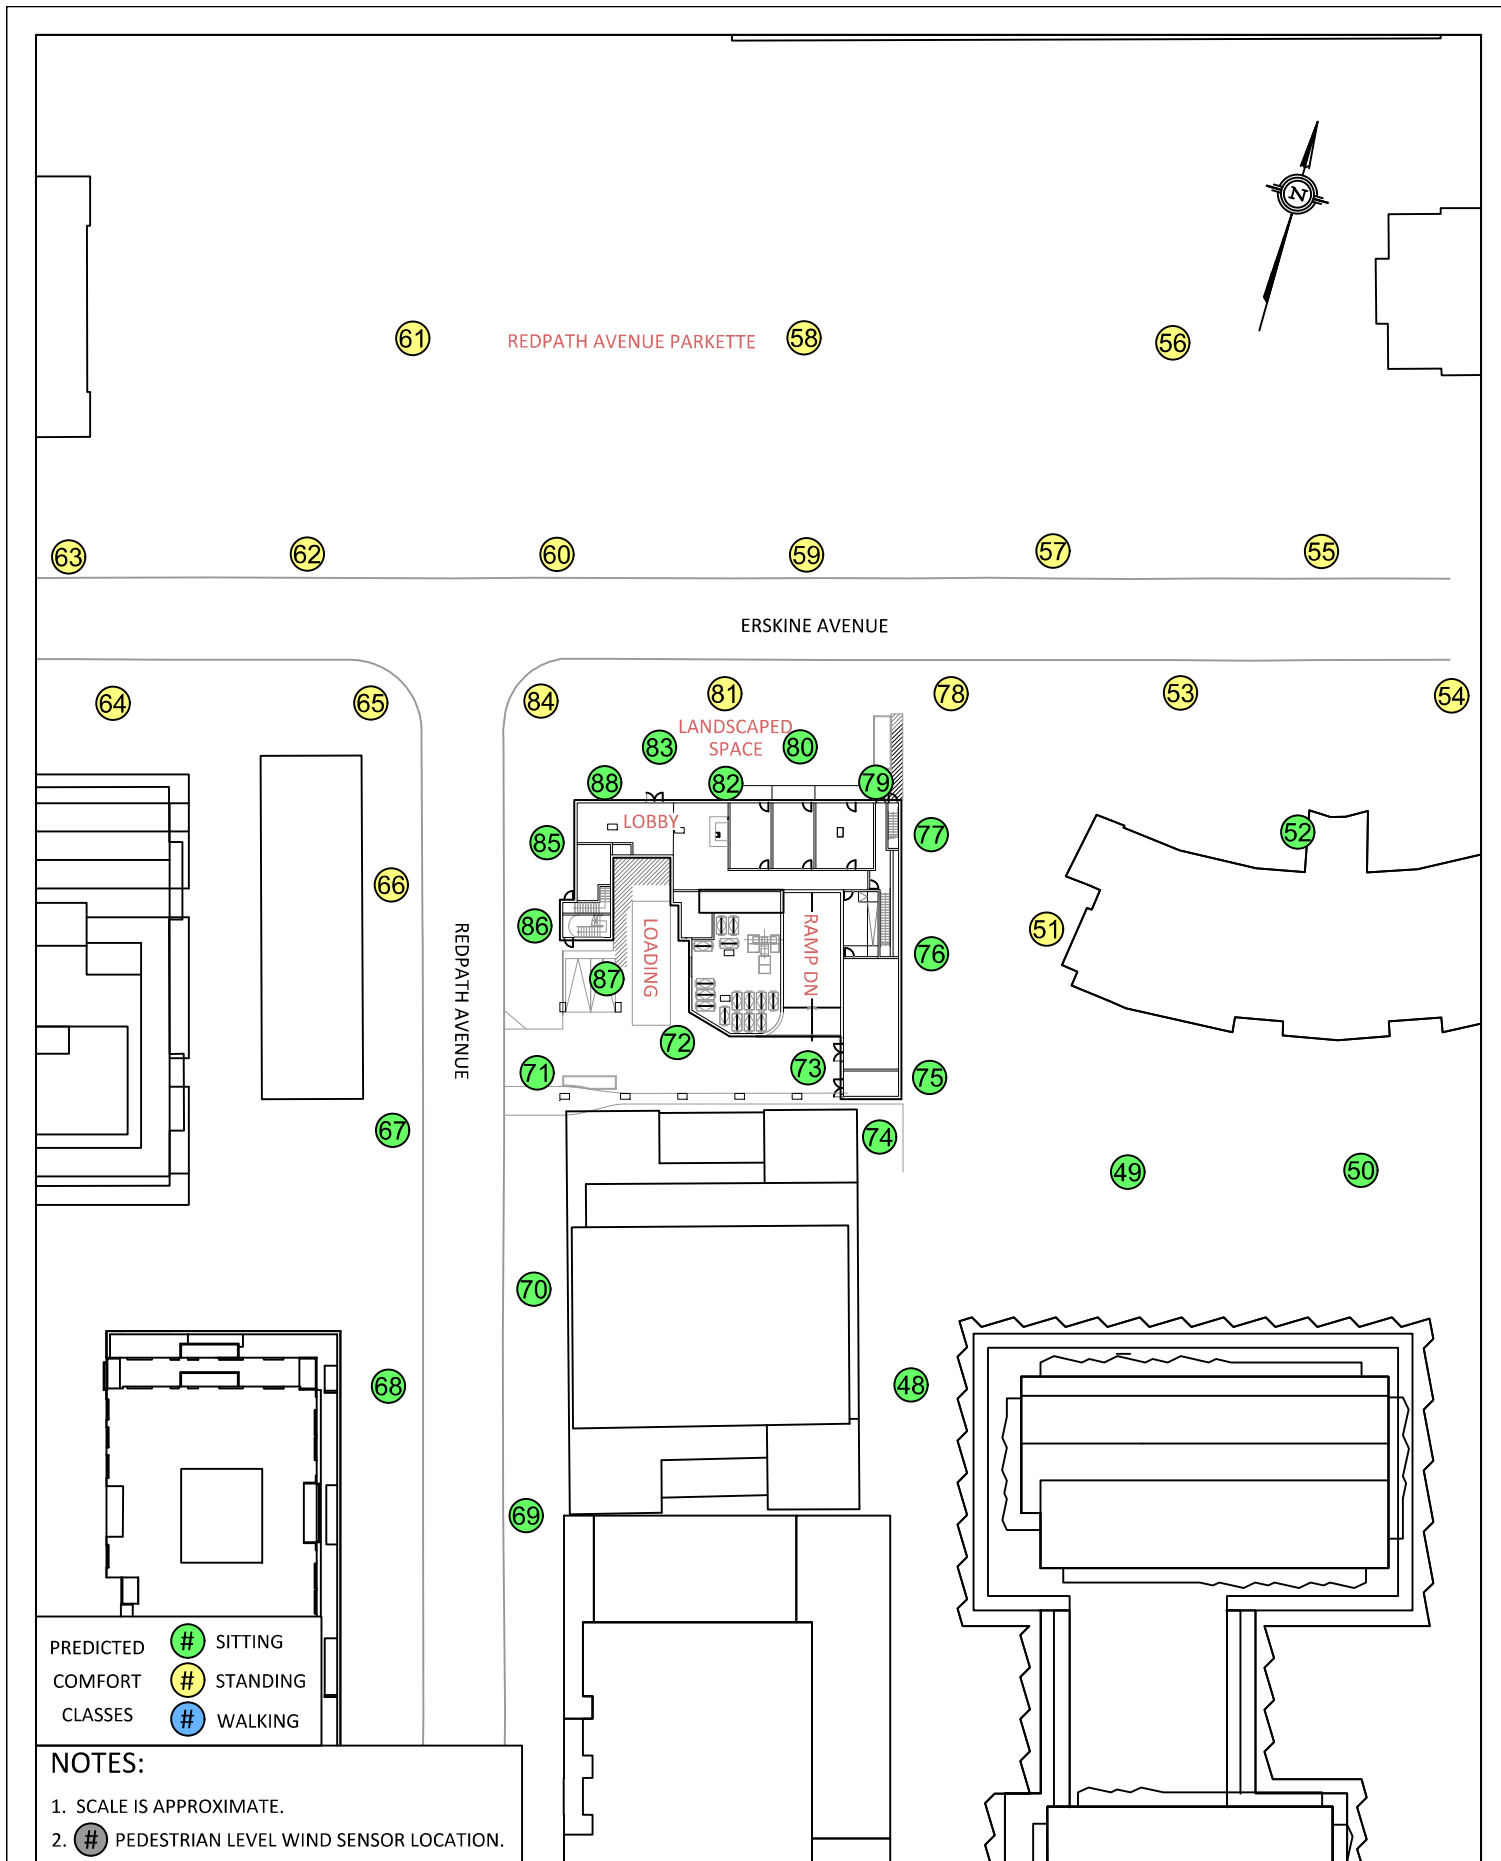 N
61
REDPATH AVENUE PARKETTE
58
56
63
62
60
59
57
55
ERSKINE AVENUE
64
65
84
81
78
53
54
LANDSCAPED
SPACE
83
80
88
82
79
LOBBY
85
77
52
66
86
LOADING
RAMP DN
51
76
REDPATH AVENUE
87
72
71
73
75
67
74
49
50
70
68
48
69
PREDICTED
COMFORT
CLASSES
# SITTING
# STANDING
# WALKING
NOTES:
1. SCALE IS APPROXIMATE.
2. # PEDESTRIAN LEVEL WIND SENSOR LOCATION.